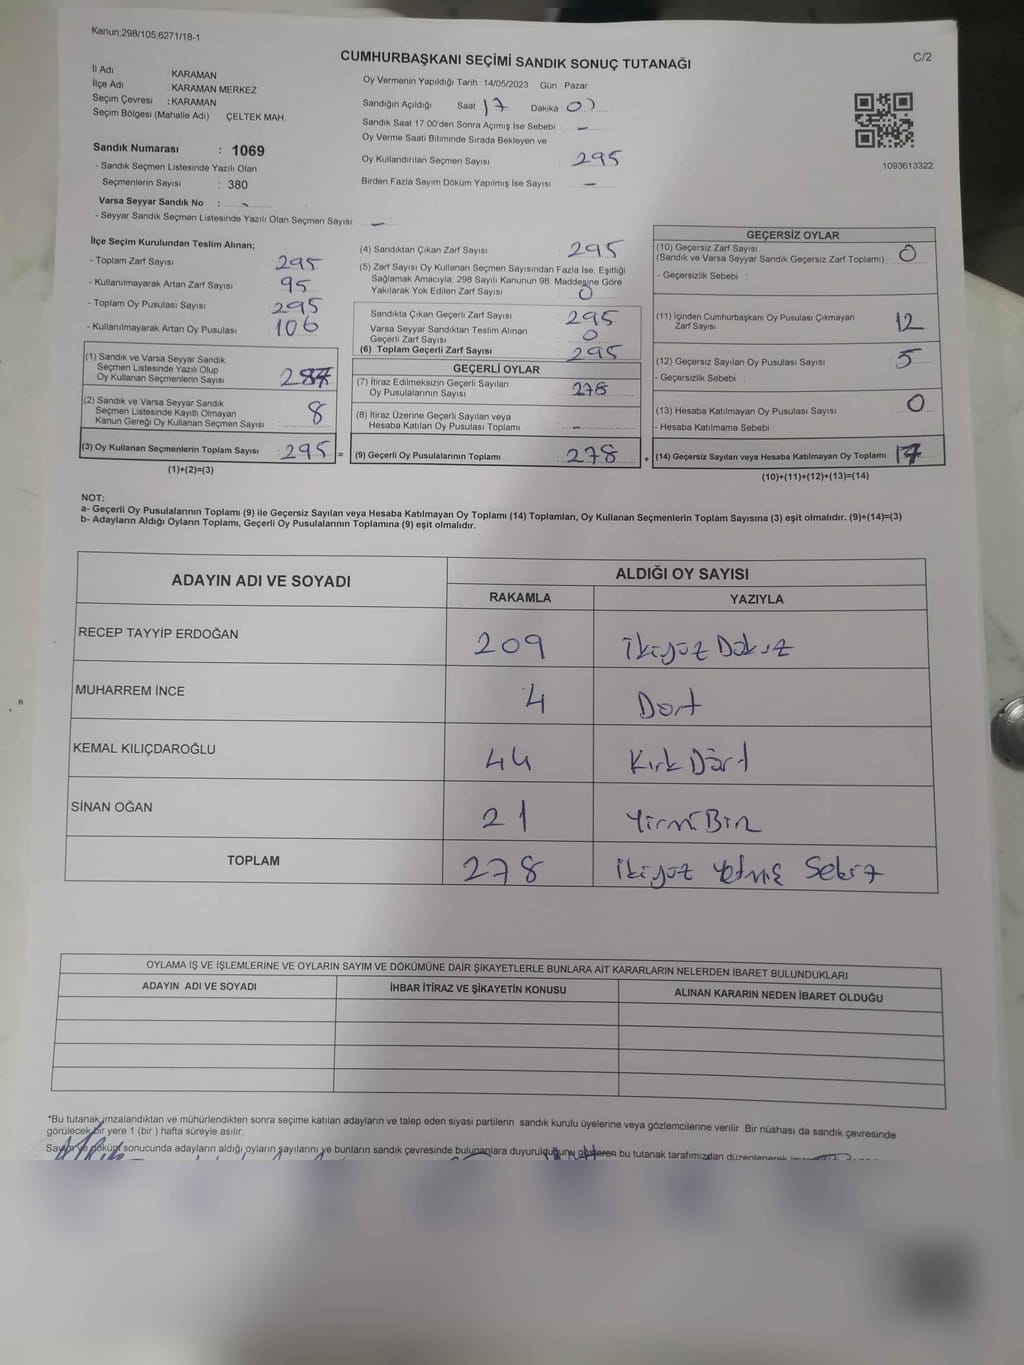 Kanun;298/105;6271/18-1
C/2
CUMHURBAŞKANI SEÇİMİ SANDIK SONUÇ TUTANAĞI
İl Adı KARAMAN
İlçe Adı KARAMAN MERKEZ
Seçim Çevresi : KARAMAN
Seçim Bölgesi (Mahalle Adı) : ÇELTEK MAH.
Sandık Numarası : 1069
- Sandık Seçmen Listesinde Yazılı Olan
Seçmenlerin Sayısı : 380
Varsa Seyyar Sandık No : -
- Seyyar Sandık Seçmen Listesinde Yazılı Olan Seçmen Sayısı : -
Oy Vermenin Yapıldığı Tarih : 14/05/2023 Gün : Pazar
Sandığın Açıldığı Saat 17 Dakika
Sandık Saat 17:00'den Sonra Açımış İse Sebebi : -
Oy Verme Saati Bitiminde Sırada Bekleyen ve
Oy Kullandırılan Seçmen Sayısı 295
Birden Fazla Sayım Döküm Yapılmış İse Sayısı : -
1093613322
İlçe Seçim Kurulundan Teslim Alınan;
- Toplam Zarf Sayısı 295
- Kullanılmayarak Artan Zarf Sayısı 95
- Toplam Oy Pusulası Sayısı 295
- Kullanılmayarak Artan Oy Pusulası : 106
(1) Sandık ve Varsa Seyyar Sandık
Seçmen Listesinde Yazılı Olup
Oy Kullanan Seçmenlerin Sayısı 287
(2) Sandık ve Varsa Seyyar Sandık
Seçmen Listesinde Kayıtlı Olmayan
Kanun Gereği Oy Kullanan Seçmen Sayısı : 8
(3) Oy Kullanan Seçmenlerin Toplam Sayısı : 295 =
(1)+(2)=(3)
(4) Sandıktan Çıkan Zarf Sayısı : 295
(5) Zarf Sayısı Oy Kullanan Seçmen Sayısından Fazla İse, Eşitliği
Sağlamak Amacıyla, 298 Sayılı Kanunun 98. Maddesine Göre
Yakılarak Yok Edilen Zarf Sayısı : 0
Sandıkta Çıkan Geçerli Zarf Sayısı : 295
Varsa Seyyar Sandıktan Teslim Alınan
Geçerli Zarf Sayısı : 0
(6) Toplam Geçerli Zarf Sayısı : 295
GEÇERLİ OYLAR
(7) İtiraz Edilmeksizin Geçerli Sayılan
Oy Pusulalarının Sayısı 278
(8) İtiraz Üzerine Geçerli Sayılan veya
Hesaba Katılan Oy Pusulası Toplamı : -
(9) Geçerli Oy Pusulalarının Toplamı : 278 +
GEÇERSİZ OYLAR
(10) Geçersiz Zarf Sayısı
(Sandık ve Varsa Seyyar Sandık Geçersiz Zarf Toplamı) : 0
- Geçersizlik Sebebi :
(11) İçinden Cumhurbaşkanı Oy Pusulası Çıkmayan
Zarf Sayısı 12
(12) Geçersiz Sayılan Oy Pusulası Sayısı : 5
- Geçersizlik Sebebi :
(13) Hesaba Katılmayan Oy Pusulası Sayısı : 0
- Hesaba Katılmama Sebebi :
(14) Geçersiz Sayılan veya Hesaba Katılmayan Oy Toplamı : 17
(10)+(11)+(12)+(13)=(14)
NOT:
a- Geçerli Oy Pusulalarının Toplamı (9) ile Geçersiz Sayılan veya Hesaba Katılmayan Oy Toplamı (14) Toplamları, Oy Kullanan Seçmenlerin Toplam Sayısına (3) eşit olmalıdır. (9)+(14)=(3)
b- Adayların Aldığı Oyların Toplamı, Geçerli Oy Pusulalarının Toplamına (9) eşit olmalıdır.
ADAYIN ADI VE SOYADI ALDIĞI OY SAYISI
RAKAMLA YAZIYLA
RECEP TAYYİP ERDOĞAN 209 İkiyüz Dokuz
MUHARREM İNCE 4 Dort
KEMAL KILIÇDAROĞLU 44 Kırk Dört
SİNAN OĞAN 21 Yirmi Bir
TOPLAM 278 İkiyüz Yetmiş Sekiz
OYLAMA İŞ VE İŞLEMLERİNE VE OYLARIN SAYIM VE DÖKÜMÜNE DAİR ŞİKAYETLERLE BUNLARA AİT KARARLARIN NELERDEN İBARET BULUNDUKLARI
ADAYIN ADI VE SOYADI İHBAR İTİRAZ VE ŞİKAYETİN KONUSU ALINAN KARARIN NEDEN İBARET OLDUĞU
*Bu tutanak imzalandıktan ve mühürlendikten sonra seçime katılan adayların ve talep eden siyasi partilerin sandık kurulu üyelerine veya gözlemcilerine verilir. Bir nüshası da sandık çevresinde
görülecek bir yere 1 (bir) hafta süreyle asılır.
Sayım ve döküm sonucunda adayların aldığı oyların sayılarını ve bunların sandık çevresinde bulunanlara duyurulduğunu gösteren bu tutanak tarafımızdan düzenlenerek